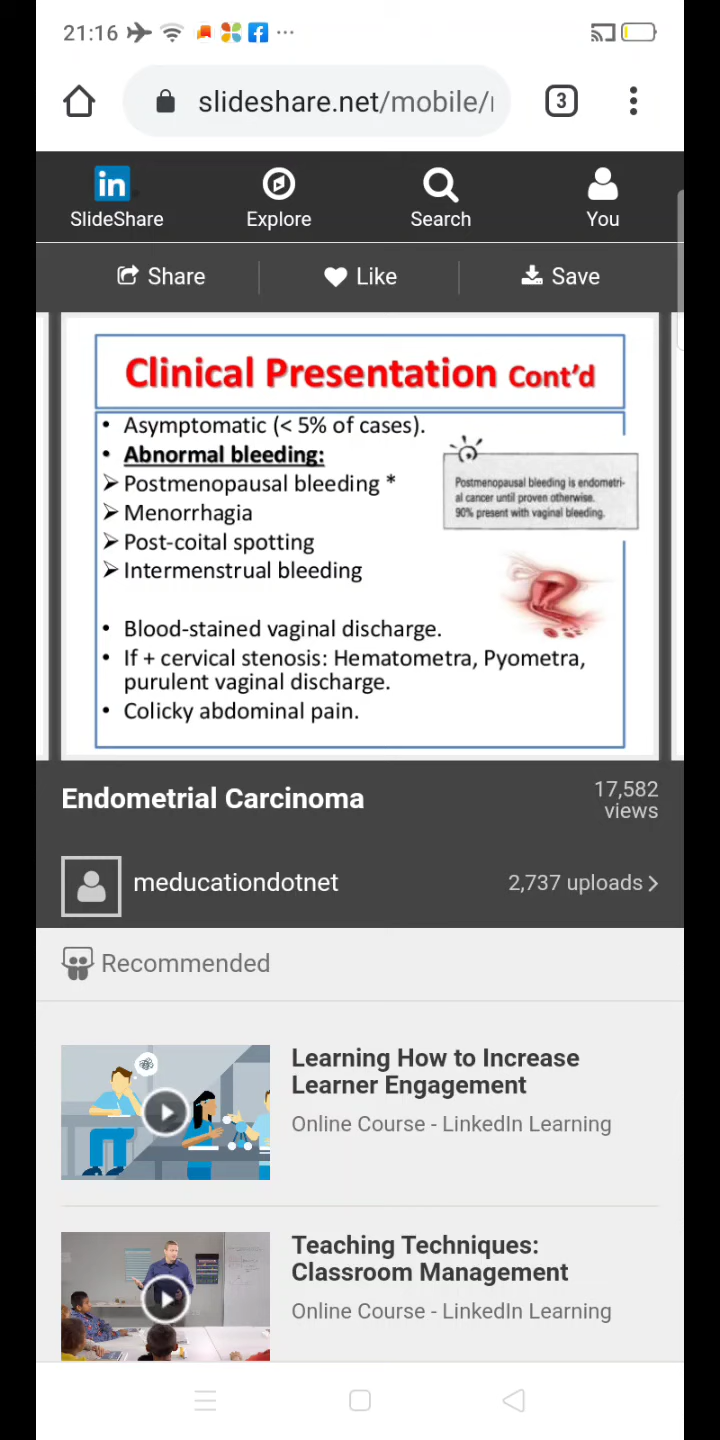 21:16
slideshare.net/mobile/
3
in
SlideShare
Explore
Search
You
Share
Like
Save
Clinical Presentation Cont'd
• Asymptomatic (< 5% of cases).
• Abnormal bleeding:
➢ Postmenopausal bleeding *
➢ Menorrhagia
➢ Post-coital spotting
➢ Intermenstrual bleeding
Postmenopausal bleeding is endometri-
al cancer until proven otherwise.
90% present with vaginal bleeding.
• Blood-stained vaginal discharge.
• If + cervical stenosis: Hematometra, Pyometra,
purulent vaginal discharge.
• Colicky abdominal pain.
Endometrial Carcinoma
17,582
views
meducationdotnet
2,737 uploads
Recommended
Learning How to Increase
Learner Engagement
Online Course - LinkedIn Learning
Teaching Techniques:
Classroom Management
Online Course - LinkedIn Learning